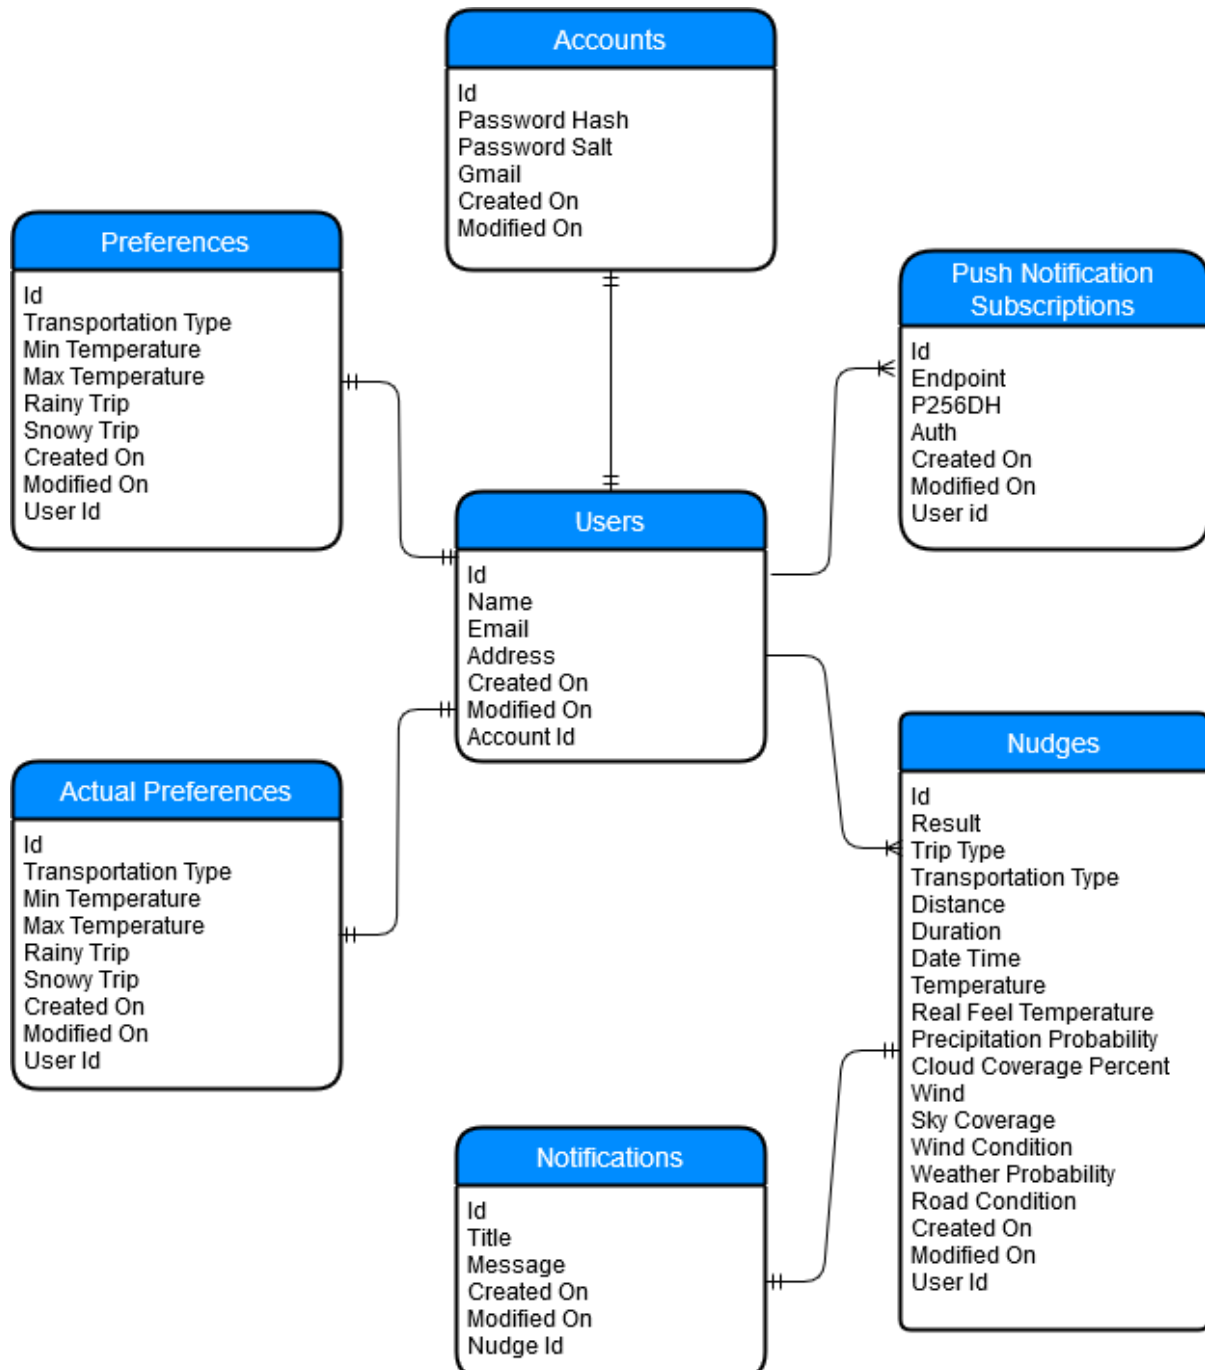 Accounts
Id
Password Hash
Password Salt
Gmail
Created On
Modified On
Preferences
Id
Transportation Type
Min Temperature
Max Temperature
Rainy Trip
Snowy Trip
Created On
Modified On
User Id
Push Notification
Subscriptions
Id
Endpoint
P256DH
Auth
Created On
Modified On
User id
Users
Id
Name
Email
Address
Created On
Modified On
Account Id
Actual Preferences
Id
Transportation Type
Min Temperature
Max Temperature
Rainy Trip
Snowy Trip
Created On
Modified On
User Id
Nudges
Id
Result
Trip Type
Transportation Type
Distance
Duration
Date Time
Temperature
Real Feel Temperature
Precipitation Probability
Cloud Coverage Percent
Wind
Sky Coverage
Wind Condition
Weather Probability
Road Condition
Created On
Modified On
User Id
Notifications
Id
Title
Message
Created On
Modified On
Nudge Id